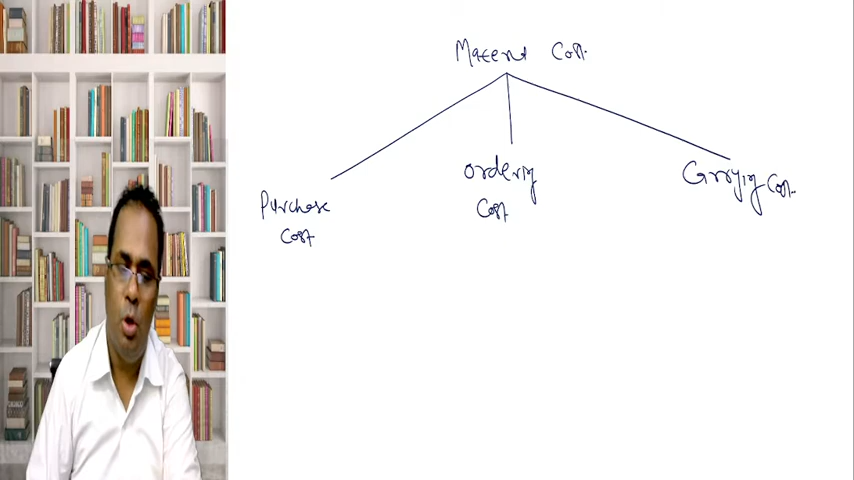 Material Cost
Purchase
Cost
Ordering
Cost
Carrying Cost